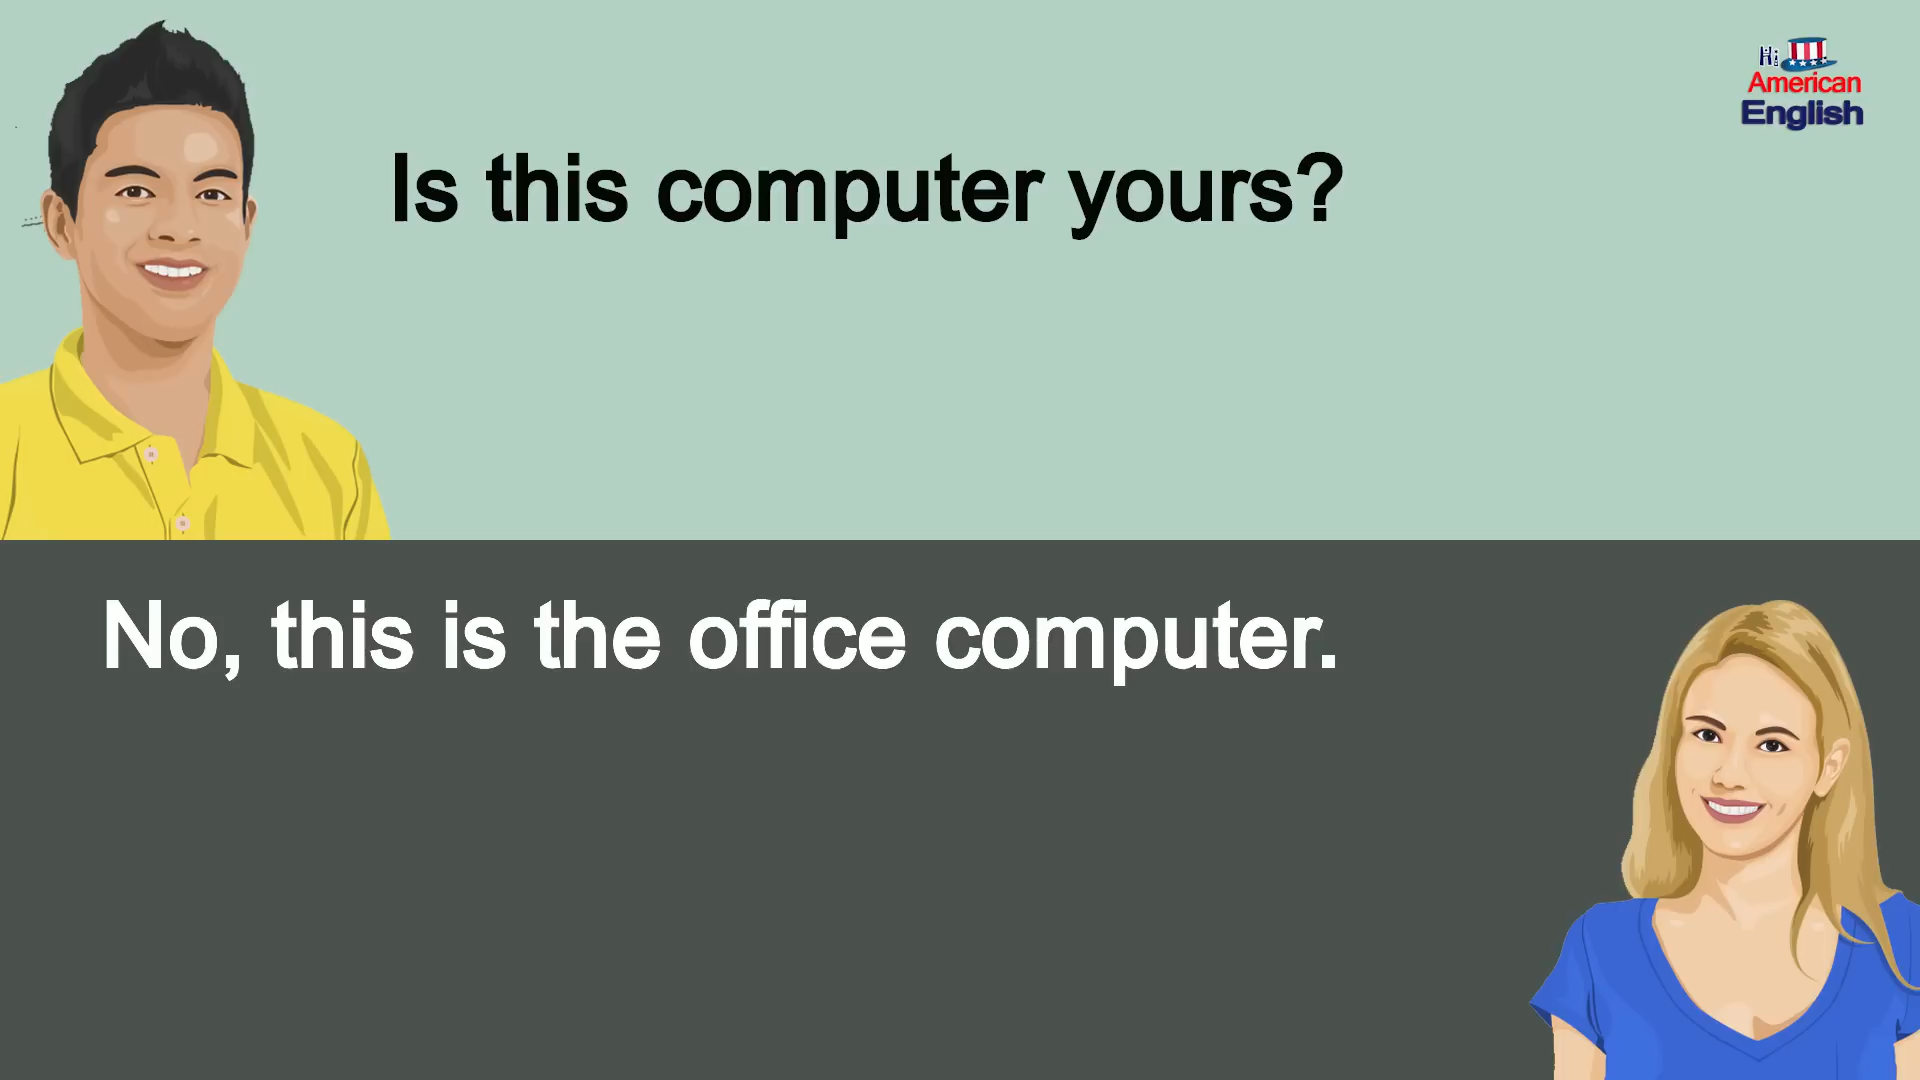 Hi
American
English
Is this computer yours?
No, this is the office computer.